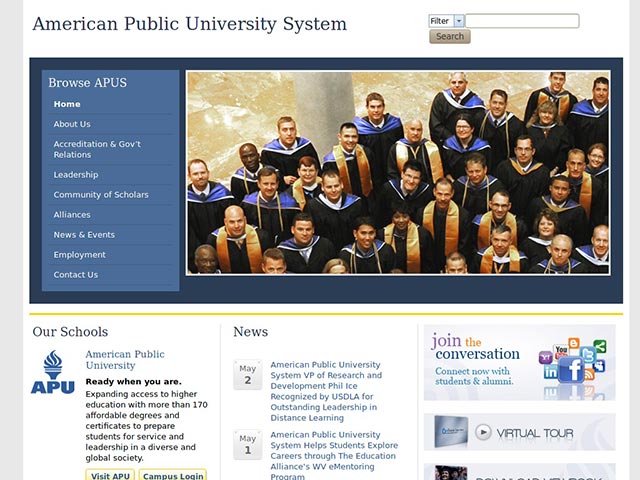 American Public University System
Filter
Search
Browse APUS
Home
About Us
Accreditation & Gov't
Relations
Leadership
Community of Scholars
Alliances
News & Events
Employment
Contact Us
Our Schools
APU
American Public
University
Ready when you are.
Expanding access to higher
education with more than 170
affordable degrees and
certificates to prepare
students for service and
leadership in a diverse and
global society.
Visit APU
Campus Login
News
May
2
American Public University
System VP of Research and
Development Phil Ice
Recognized by USDLA for
Outstanding Leadership in
Distance Learning
May
1
American Public University
System Helps Students Explore
Careers through The Education
Alliance's WV eMentoring
Program
join the
conversation
Connect now with
students & alumni.
You
in
f
VIRTUAL TOUR